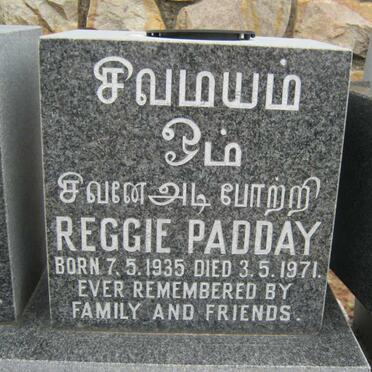 சிவமயம்
ஓம்
சிவனே அடி போற்றி
REGGIE PADDAY
BORN 7.5.1935 DIED 3.5.1971.
EVER REMEMBERED BY
FAMILY AND FRIENDS.